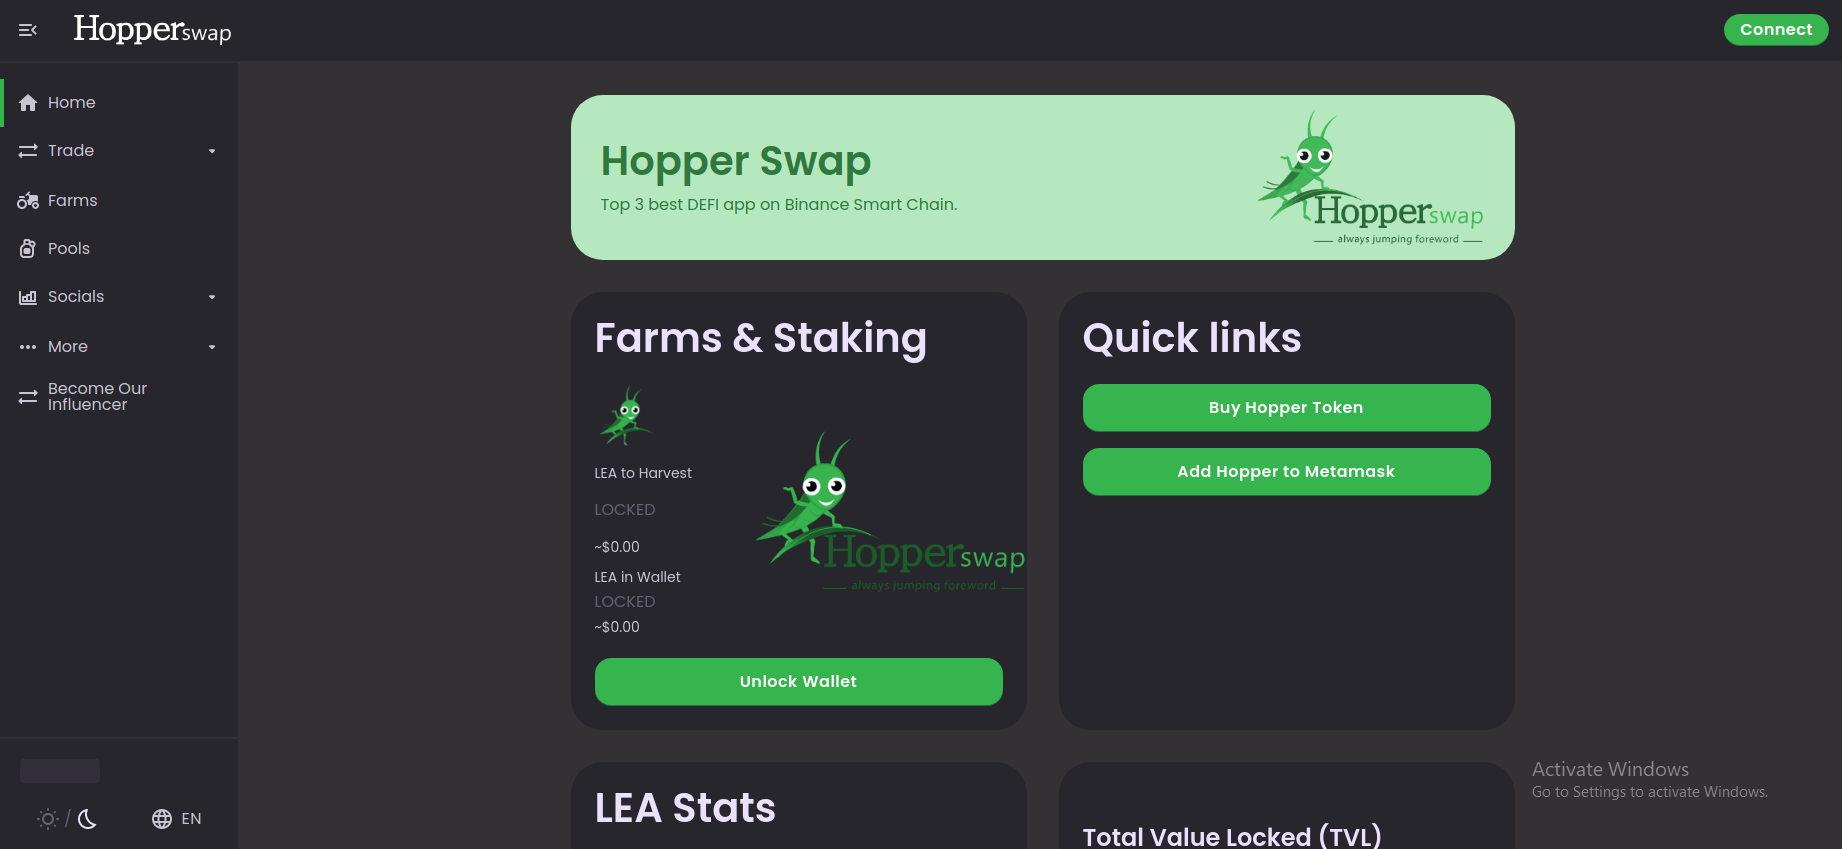 Hopperswap
Connect
Home
Trade
Farms
Pools
Socials
More
Become Our
Influencer
EN
Hopper Swap
Top 3 best DEFI app on Binance Smart Chain.
Hopperswap
always jumping foreword
Farms & Staking
LEA to Harvest
LOCKED
~$0.00
LEA in Wallet
LOCKED
~$0.00
Hopperswap
always jumping foreword
Unlock Wallet
Quick links
Buy Hopper Token
Add Hopper to Metamask
LEA Stats
Total Value Locked (TVL)
Activate Windows
Go to Settings to activate Windows.